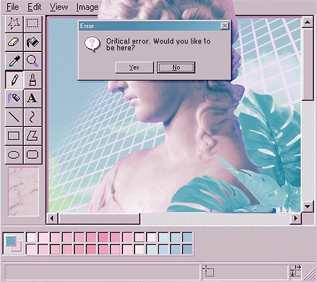 File Edit View Image
Error
Critical error. Would you like to
be here?
Yes No
A